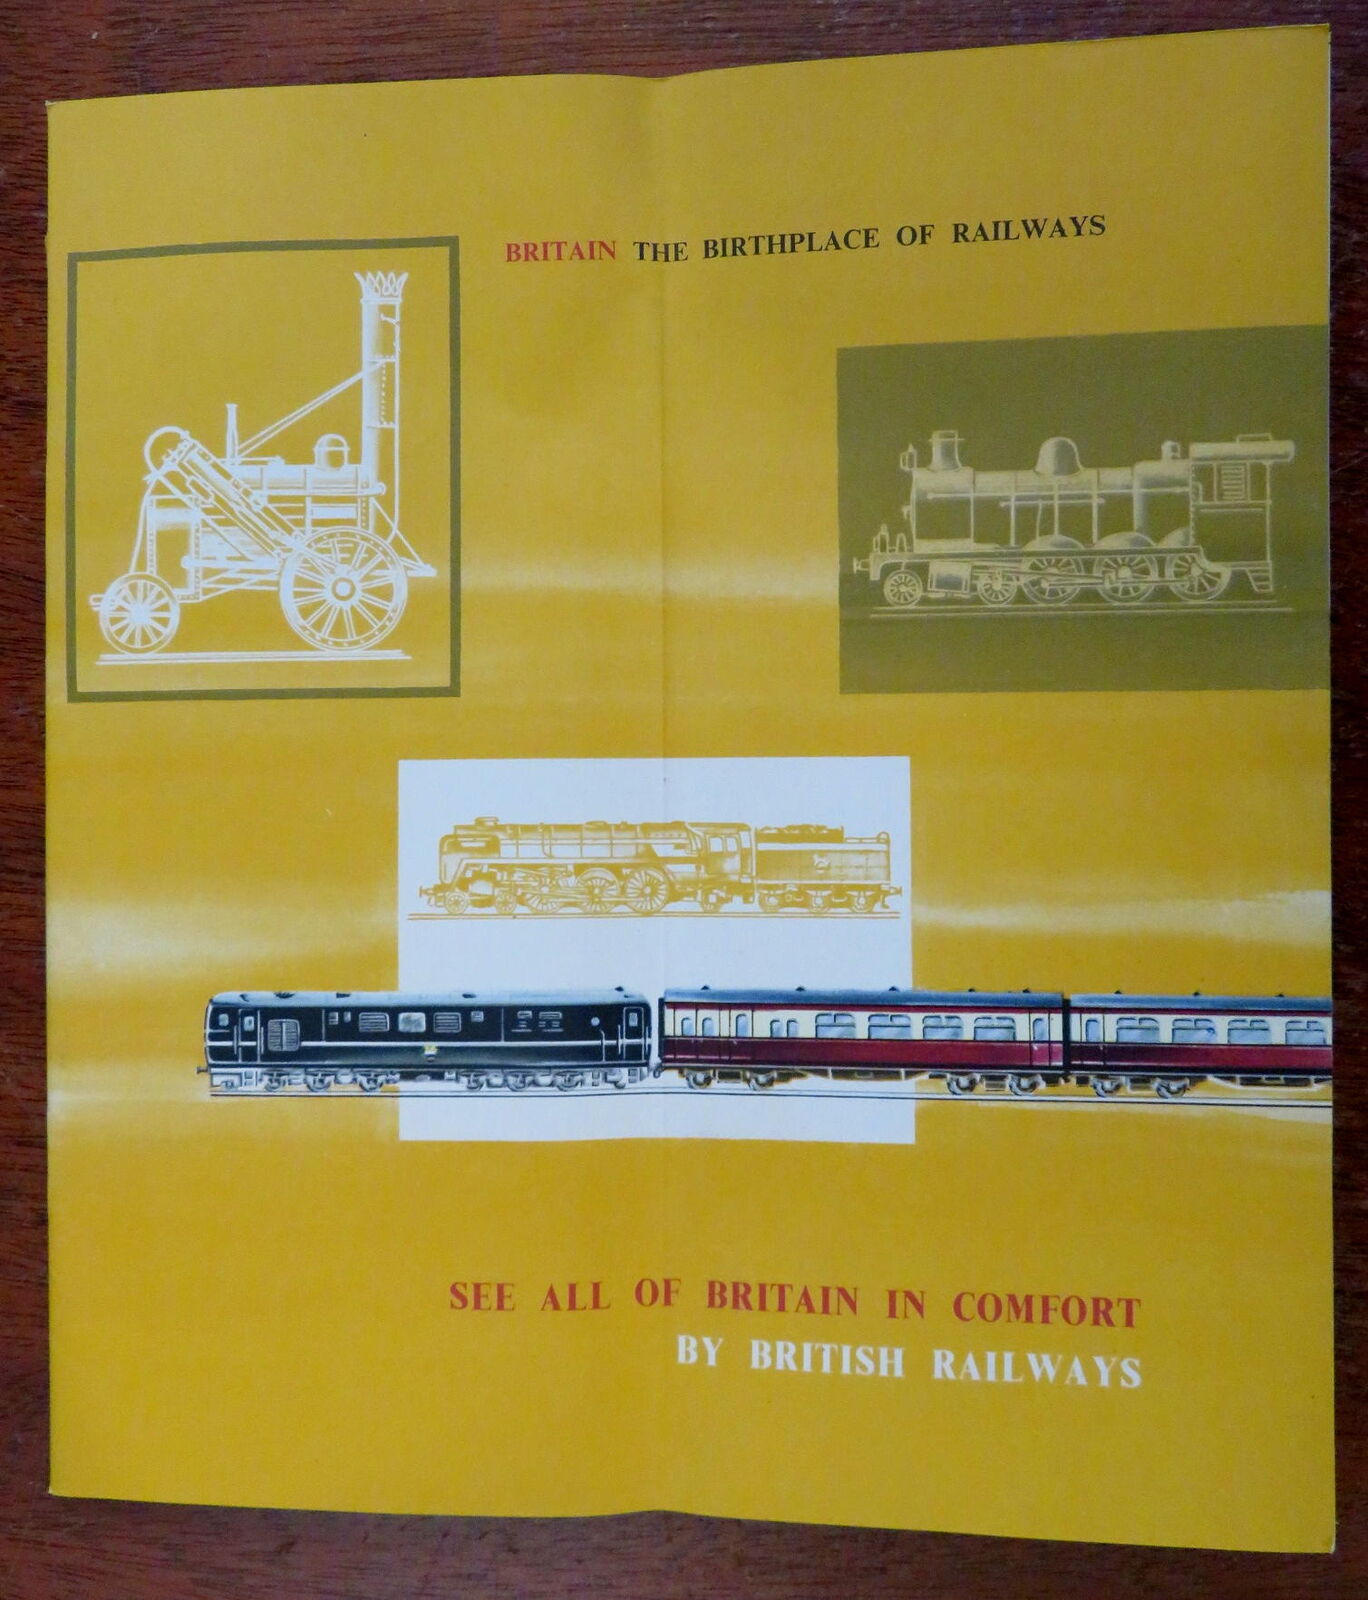 BRITAIN THE BIRTHPLACE OF RAILWAYS
SEE ALL OF BRITAIN IN COMFORT
BY BRITISH RAILWAYS